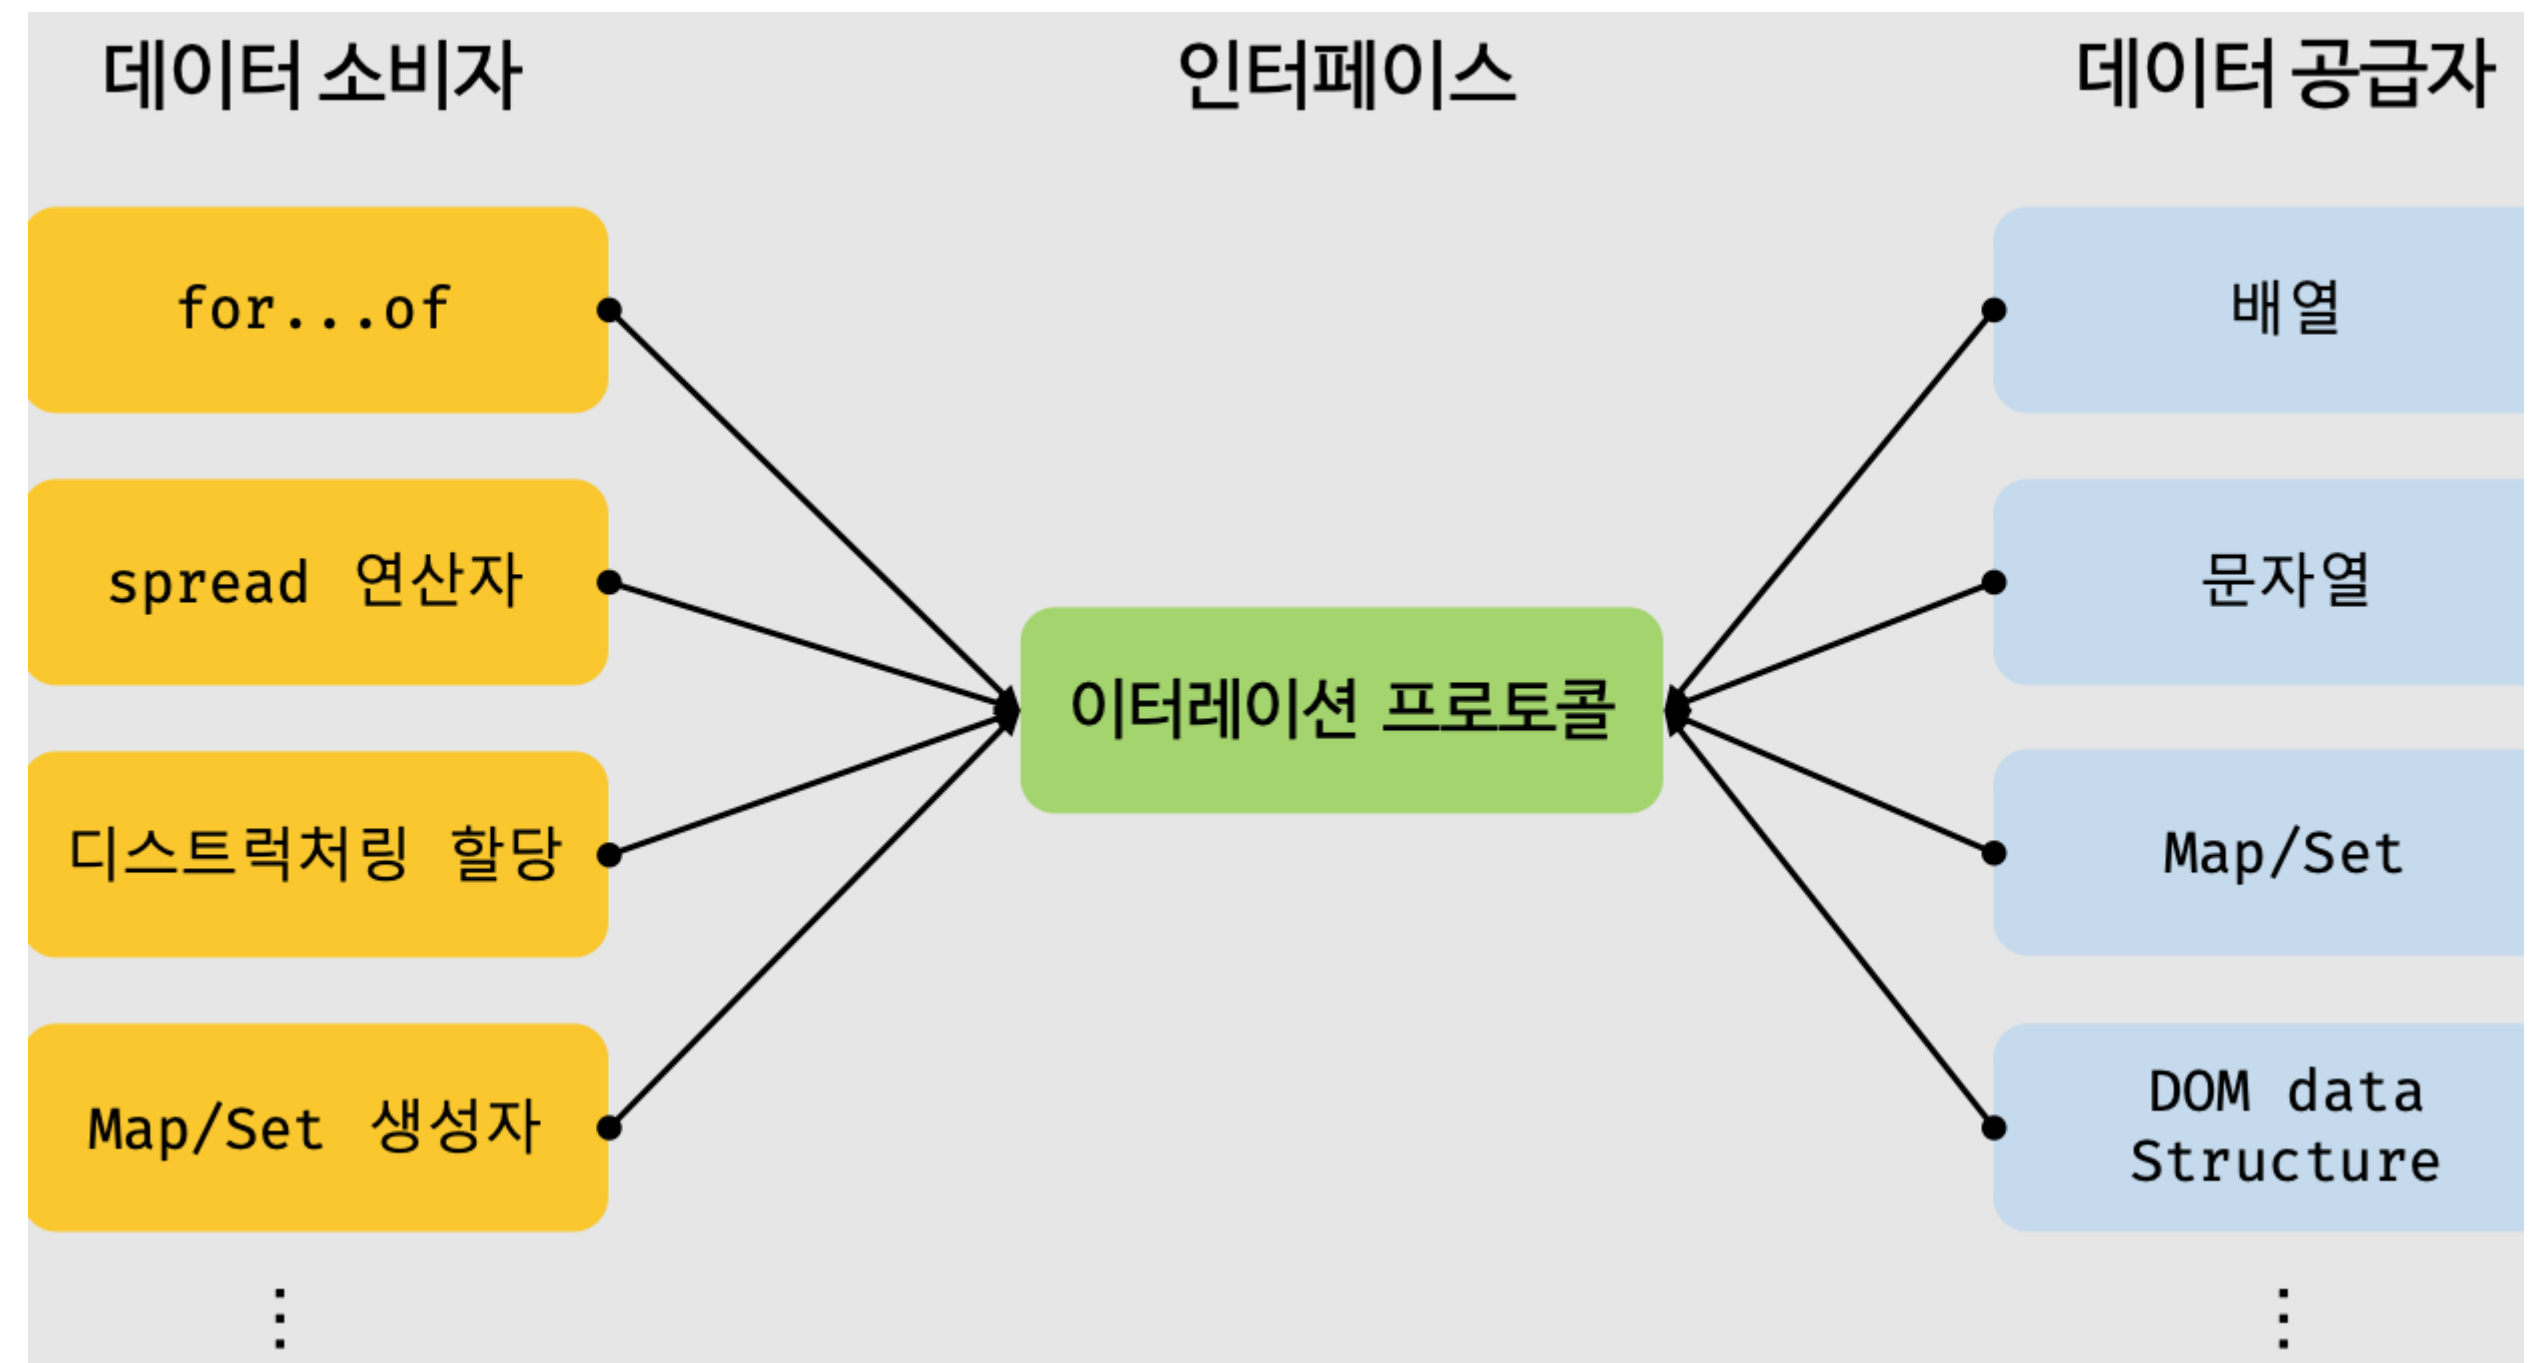 데이터 소비자
인터페이스
데이터 공급자
for...of
배열
spread 연산자
문자열
이터레이션 프로토콜
디스트럭처링 할당
Map/Set
Map/Set 생성자
DOM data
Structure
⋮
⋮